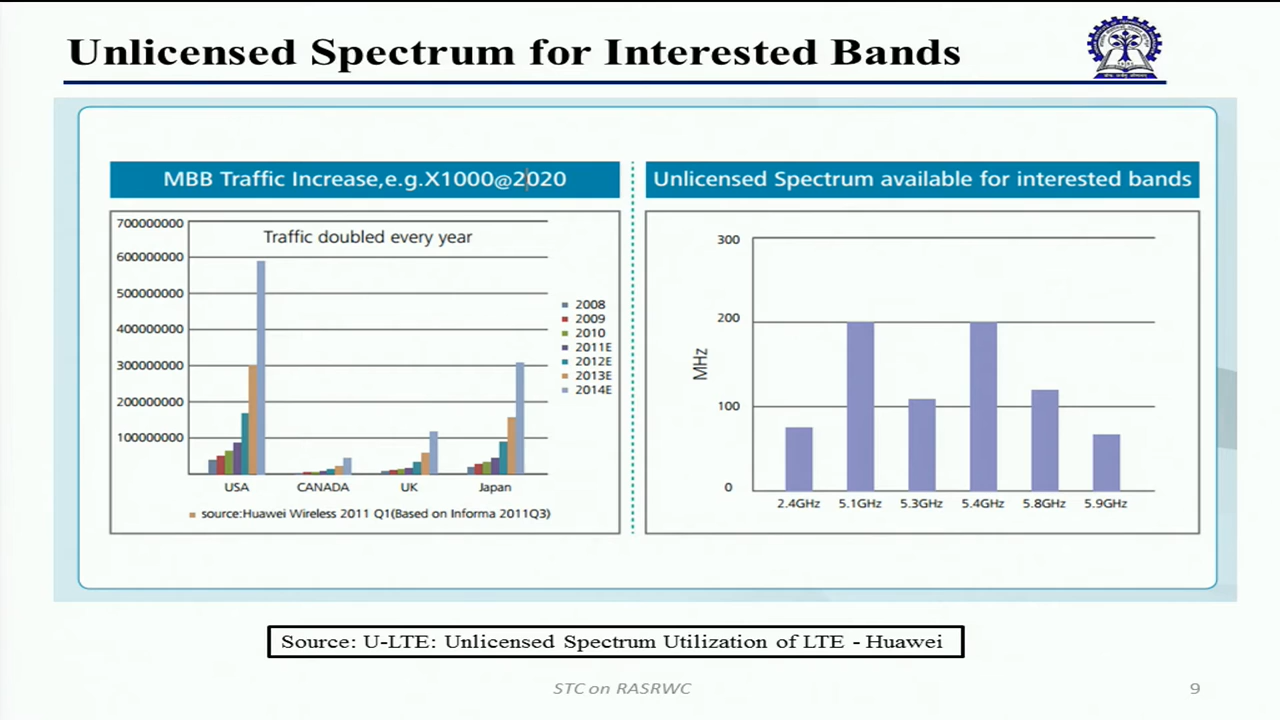 Unlicensed Spectrum for Interested Bands
MBB Traffic Increase,e.g.X1000@2020
700000000
600000000
500000000
400000000
300000000
200000000
100000000
Traffic doubled every year
2008
2009
2010
2011E
2012E
2013E
2014E
USA CANADA UK Japan
source:Huawei Wireless 2011 Q1(Based on Informa 2011Q3)
Unlicensed Spectrum available for interested bands
300
200
100
0
MHz
2.4GHz 5.1GHz 5.3GHz 5.4GHz 5.8GHz 5.9GHz
Source: U-LTE: Unlicensed Spectrum Utilization of LTE - Huawei
STC on RASRWC
9